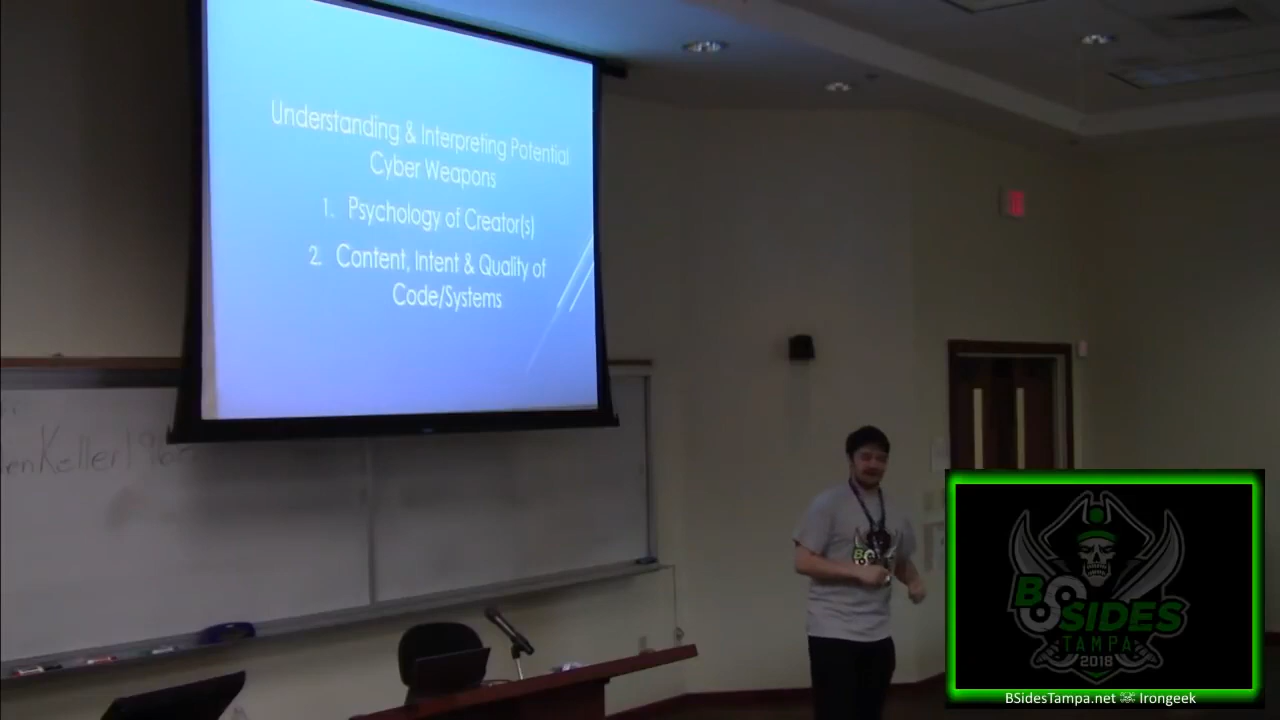 Understanding & Interpreting Potential
Cyber Weapons
1. Psychology of Creator(s)
2. Content, Intent & Quality of
Code/Systems
BSIDES
TAMPA
2018
BSidesTampa.net Irongeek